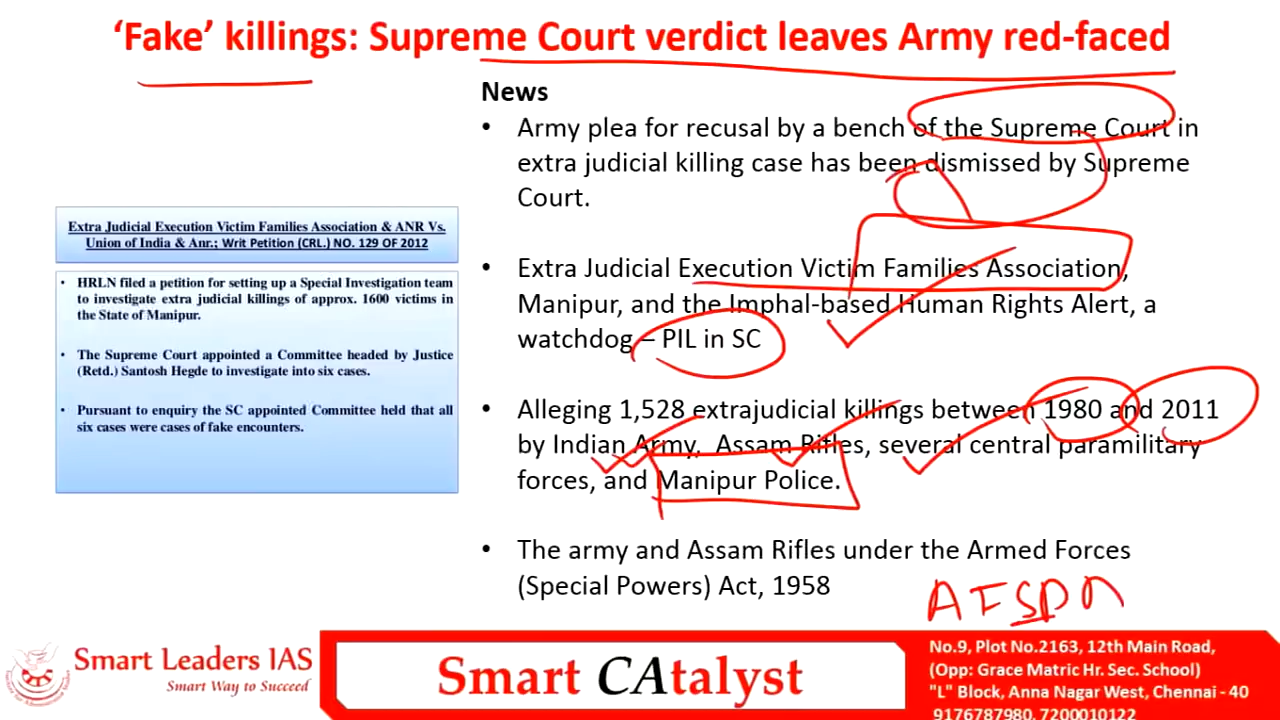 ‘Fake’ killings: Supreme Court verdict leaves Army red-faced
News
• Army plea for recusal by a bench of the Supreme Court in
extra judicial killing case has been dismissed by Supreme
Court.
• Extra Judicial Execution Victim Families Association,
Manipur, and the Imphal-based Human Rights Alert, a
watchdog – PIL in SC
• Alleging 1,528 extrajudicial killings between 1980 and 2011
by Indian Army, Assam Rifles, several central paramilitary
forces, and Manipur Police.
• The army and Assam Rifles under the Armed Forces
(Special Powers) Act, 1958
AFSPA
Extra Judicial Execution Victim Families Association & ANR Vs.
Union of India & Anr.; Writ Petition (CRL.) NO. 129 OF 2012
• HRLN filed a petition for setting up a Special Investigation team
to investigate extra judicial killings of approx. 1600 victims in
the State of Manipur.
• The Supreme Court appointed a Committee headed by Justice
(Retd.) Santosh Hegde to investigate into six cases.
• Pursuant to enquiry the SC appointed Committee held that all
six cases were cases of fake encounters.
Smart Leaders IAS
Smart Way to Succeed
Smart CAtalyst
No.9, Plot No.2163, 12th Main Road,
(Opp: Grace Matric Hr. Sec. School)
"L" Block, Anna Nagar West, Chennai - 40
9176787980, 7200010122